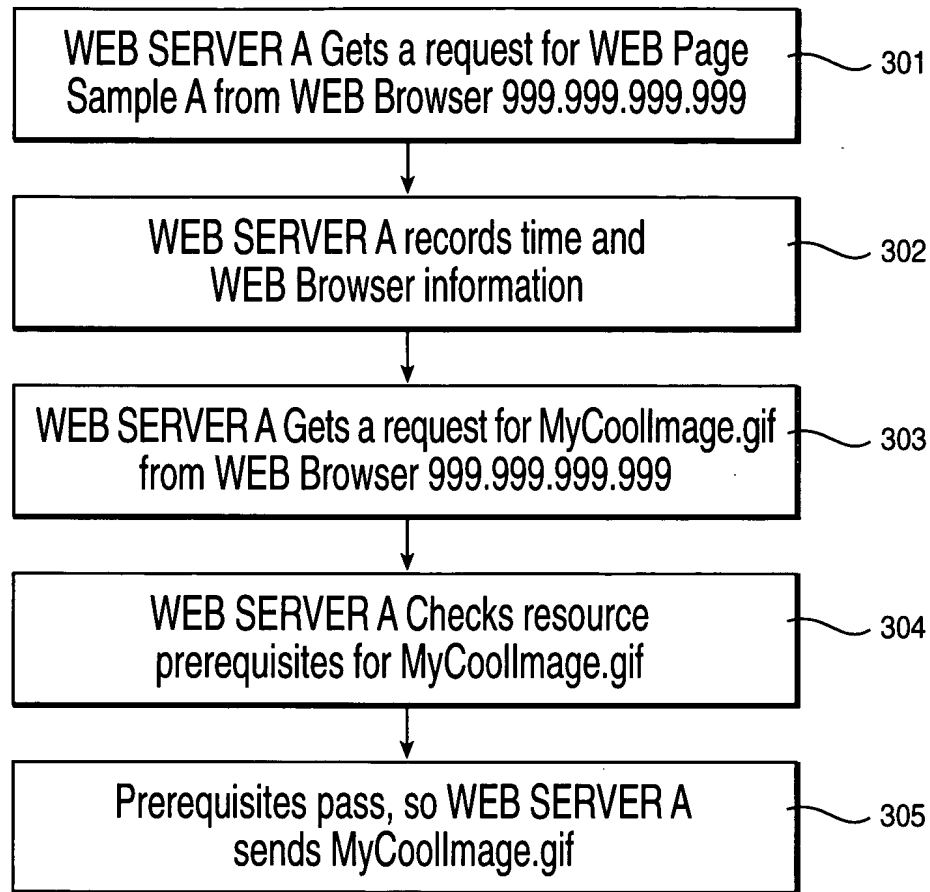 WEB SERVER A Gets a request for WEB Page
Sample A from WEB Browser 999.999.999.999
301
WEB SERVER A records time and
WEB Browser information
302
WEB SERVER A Gets a request for MyCoolImage.gif
from WEB Browser 999.999.999.999
303
WEB SERVER A Checks resource
prerequisites for MyCoolImage.gif
304
Prerequisites pass, so WEB SERVER A
sends MyCoolImage.gif
305